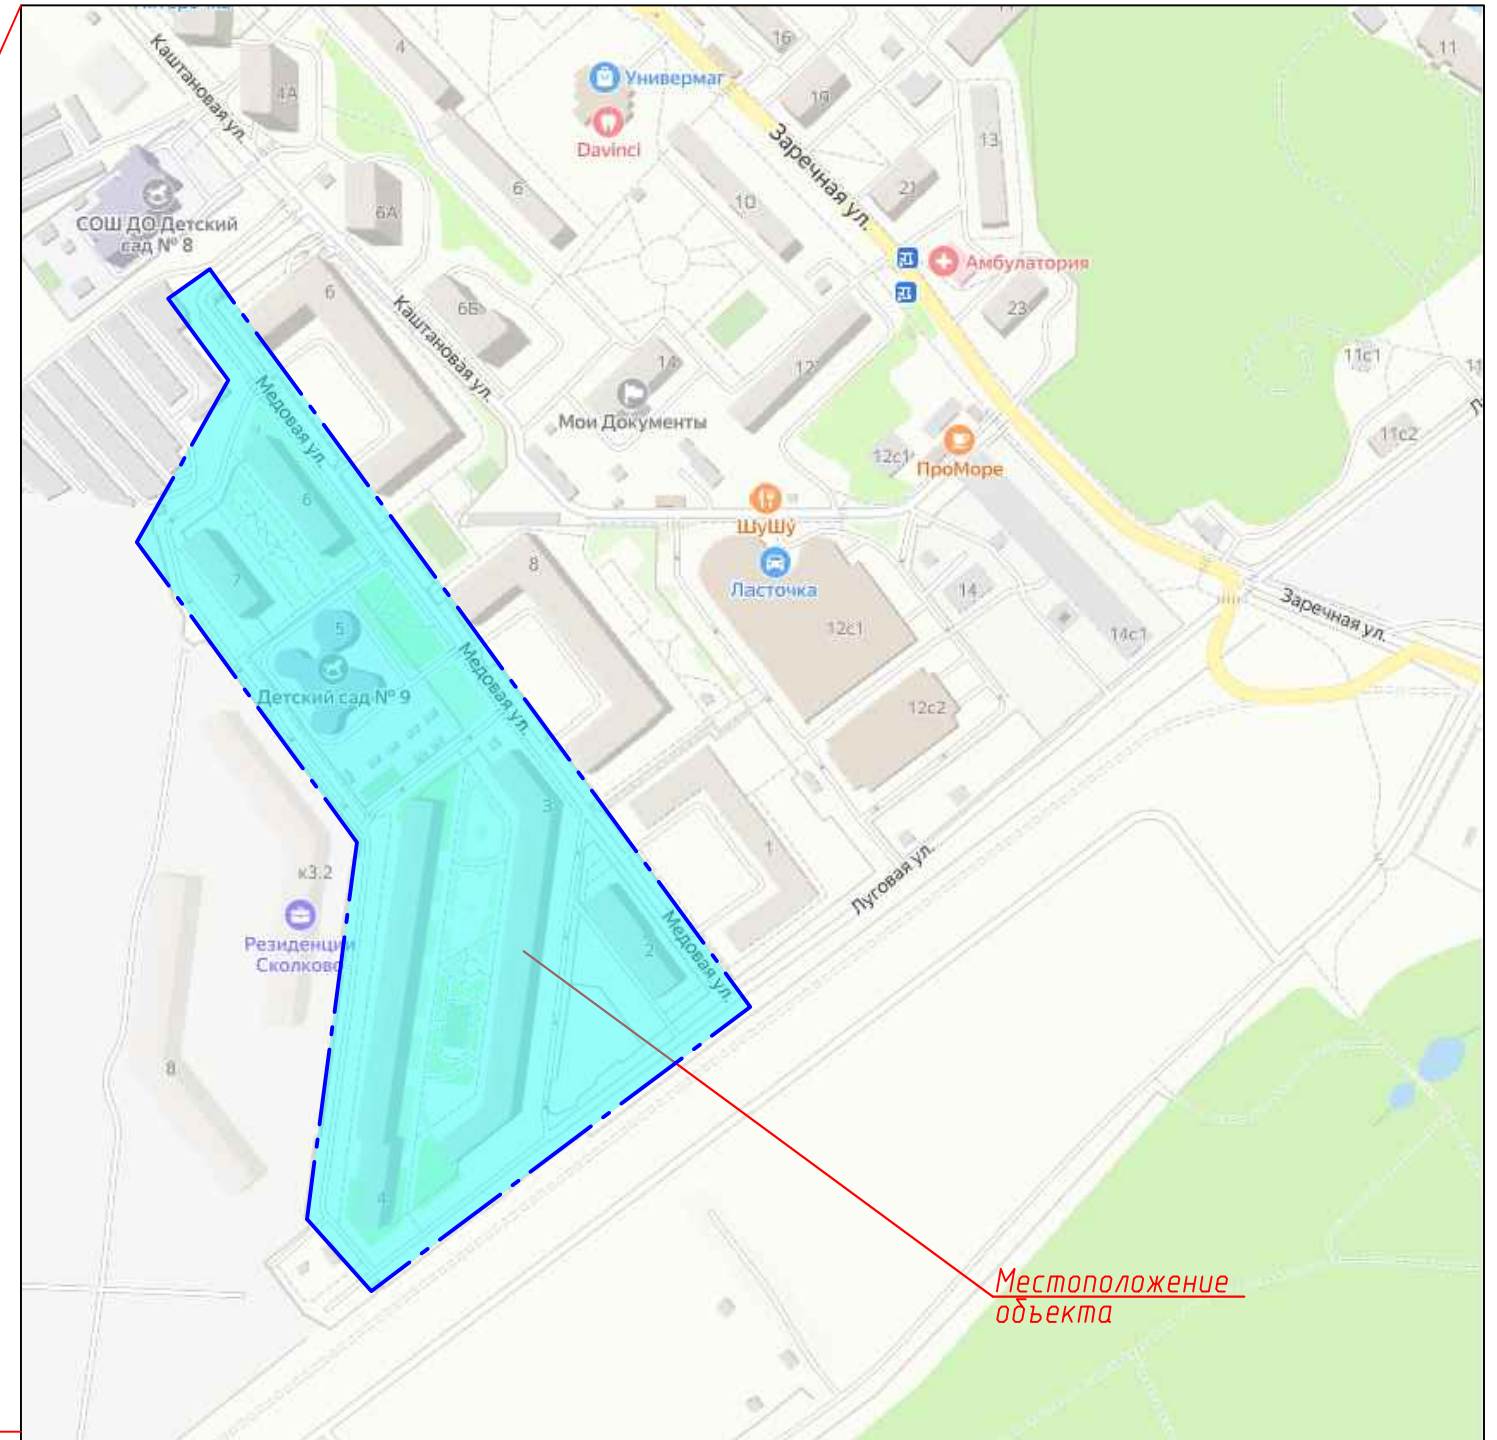 4
16
11
Каштановая ул.
4А
Универмаг
19
Davinci
Заречная ул.
13
6
21
6А
10
СОШ ДО Детский
сад № 8
Амбулатория
6
6Б
23
Каштановая ул.
14
12
11с1
Медовая ул.
Мои Документы
12с1
11с2
ПроМоре
6
ШуШу
8
7
Ласточка
14
Заречная ул.
5
12с1
14с1
Медовая ул.
Детский сад № 9
12с2
3
1
к3.2
Луговая ул.
Резиденции
Сколково
2
Медовая ул.
8
4
Местоположение
объекта